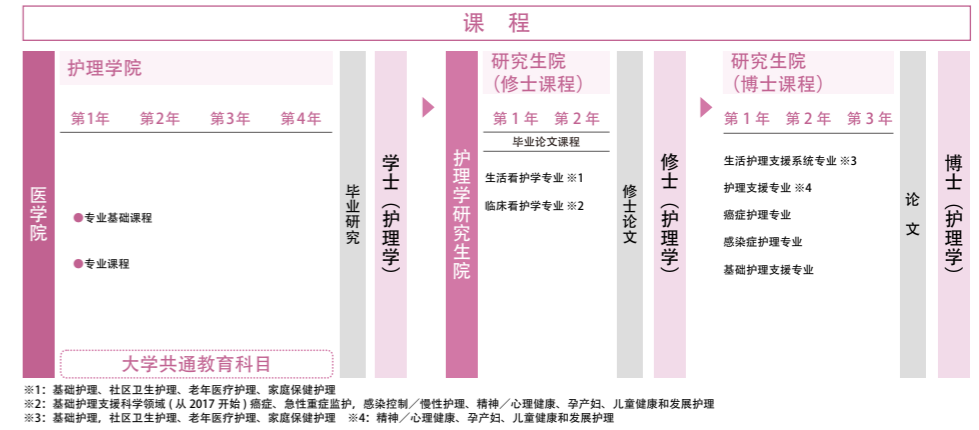 课 程
医学院
护理学院
第1年 第2年 第3年 第4年
●专业基础课程
●专业课程
大学共通教育科目
毕业研究
学士（护理学）
护理学研究生院
研究生院
（修士课程）
第1年 第2年
毕业论文课程
生活看护学专业 ※1
临床看护学专业 ※2
修士论文
修士（护理学）
研究生院
（博士课程）
第1年 第2年 第3年
生活护理支援系统专业 ※3
护理支援专业 ※4
癌症护理专业
感染症护理专业
基础护理支援专业
论文
博士（护理学）
※1：基础护理、社区卫生护理、老年医疗护理、家庭保健护理
※2：基础护理支援科学领域 ( 从 2017 开始 ) 癌症、急性重症监护，感染控制／慢性护理、精神／心理健康、孕产妇、儿童健康和发展护理
※3：基础护理，社区卫生护理、老年医疗护理、家庭保健护理 ※4：精神／心理健康、孕产妇、儿童健康和发展护理